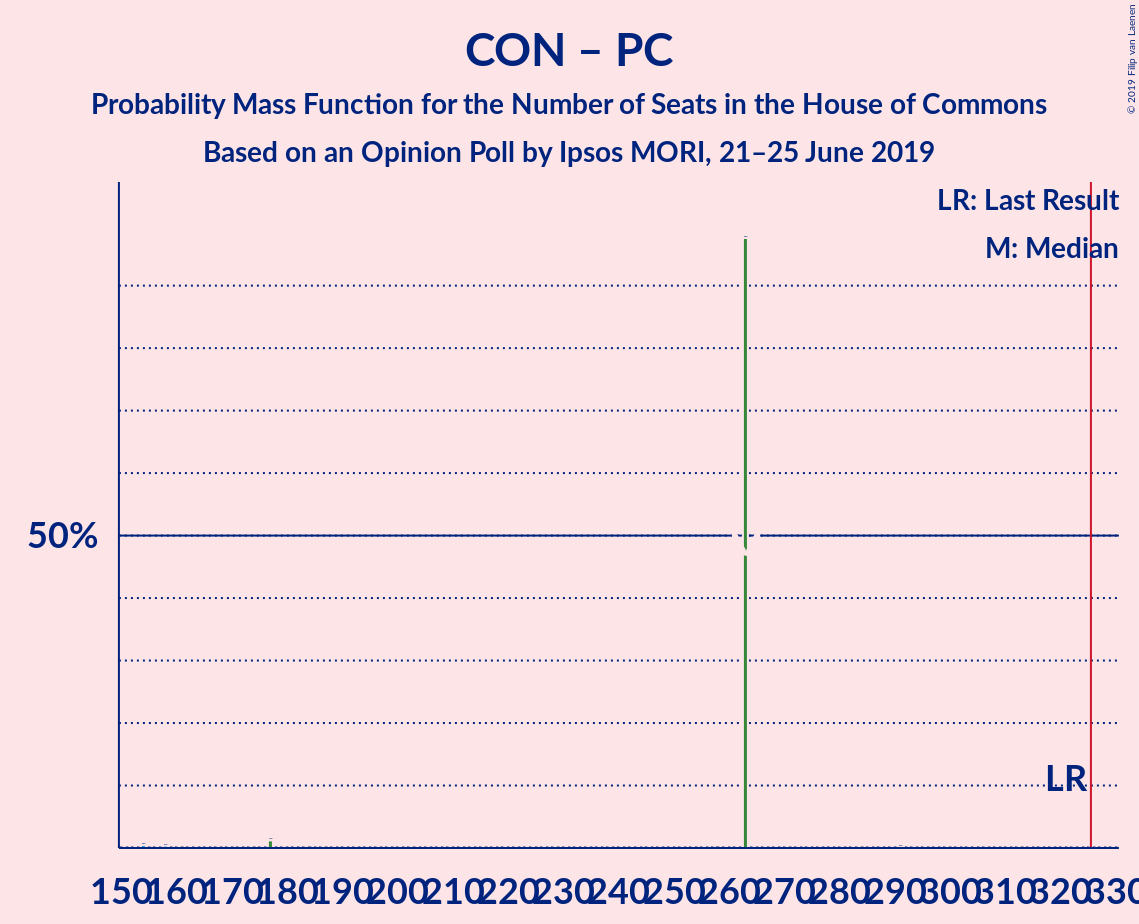 CON – PC
Probability Mass Function for the Number of Seats in the House of Commons
Based on an Opinion Poll by Ipsos MORI, 21–25 June 2019
© 2019 Filip van Laenen
LR: Last Result
M: Median
50%
LR
150 160 170 180 190 200 210 220 230 240 250 260 270 280 290 300 310 320 330